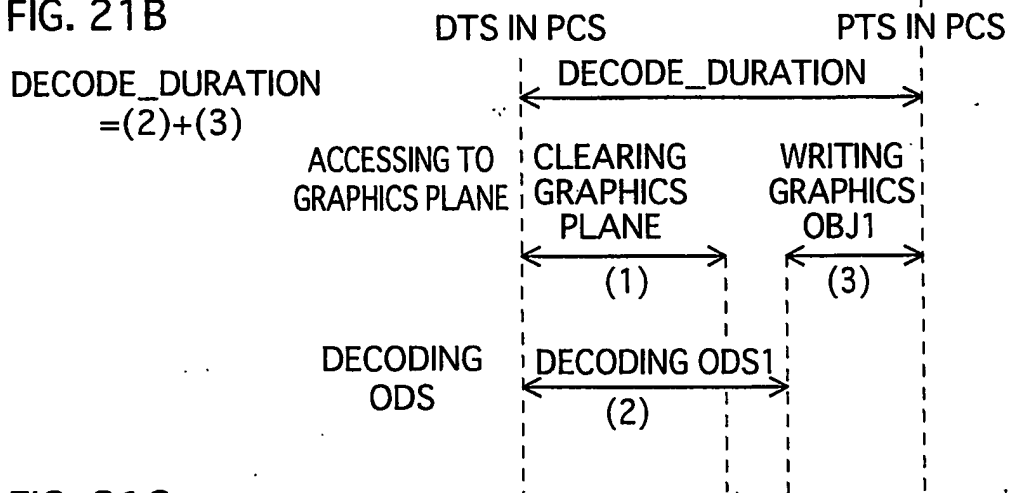 FIG. 21B
DTS IN PCS
PTS IN PCS
DECODE_DURATION
=(2)+(3)
DECODE_DURATION
ACCESSING TO
GRAPHICS PLANE
CLEARING
GRAPHICS
PLANE
(1)
WRITING
GRAPHICS
OBJ1
(3)
DECODING
ODS
DECODING ODS1
(2)